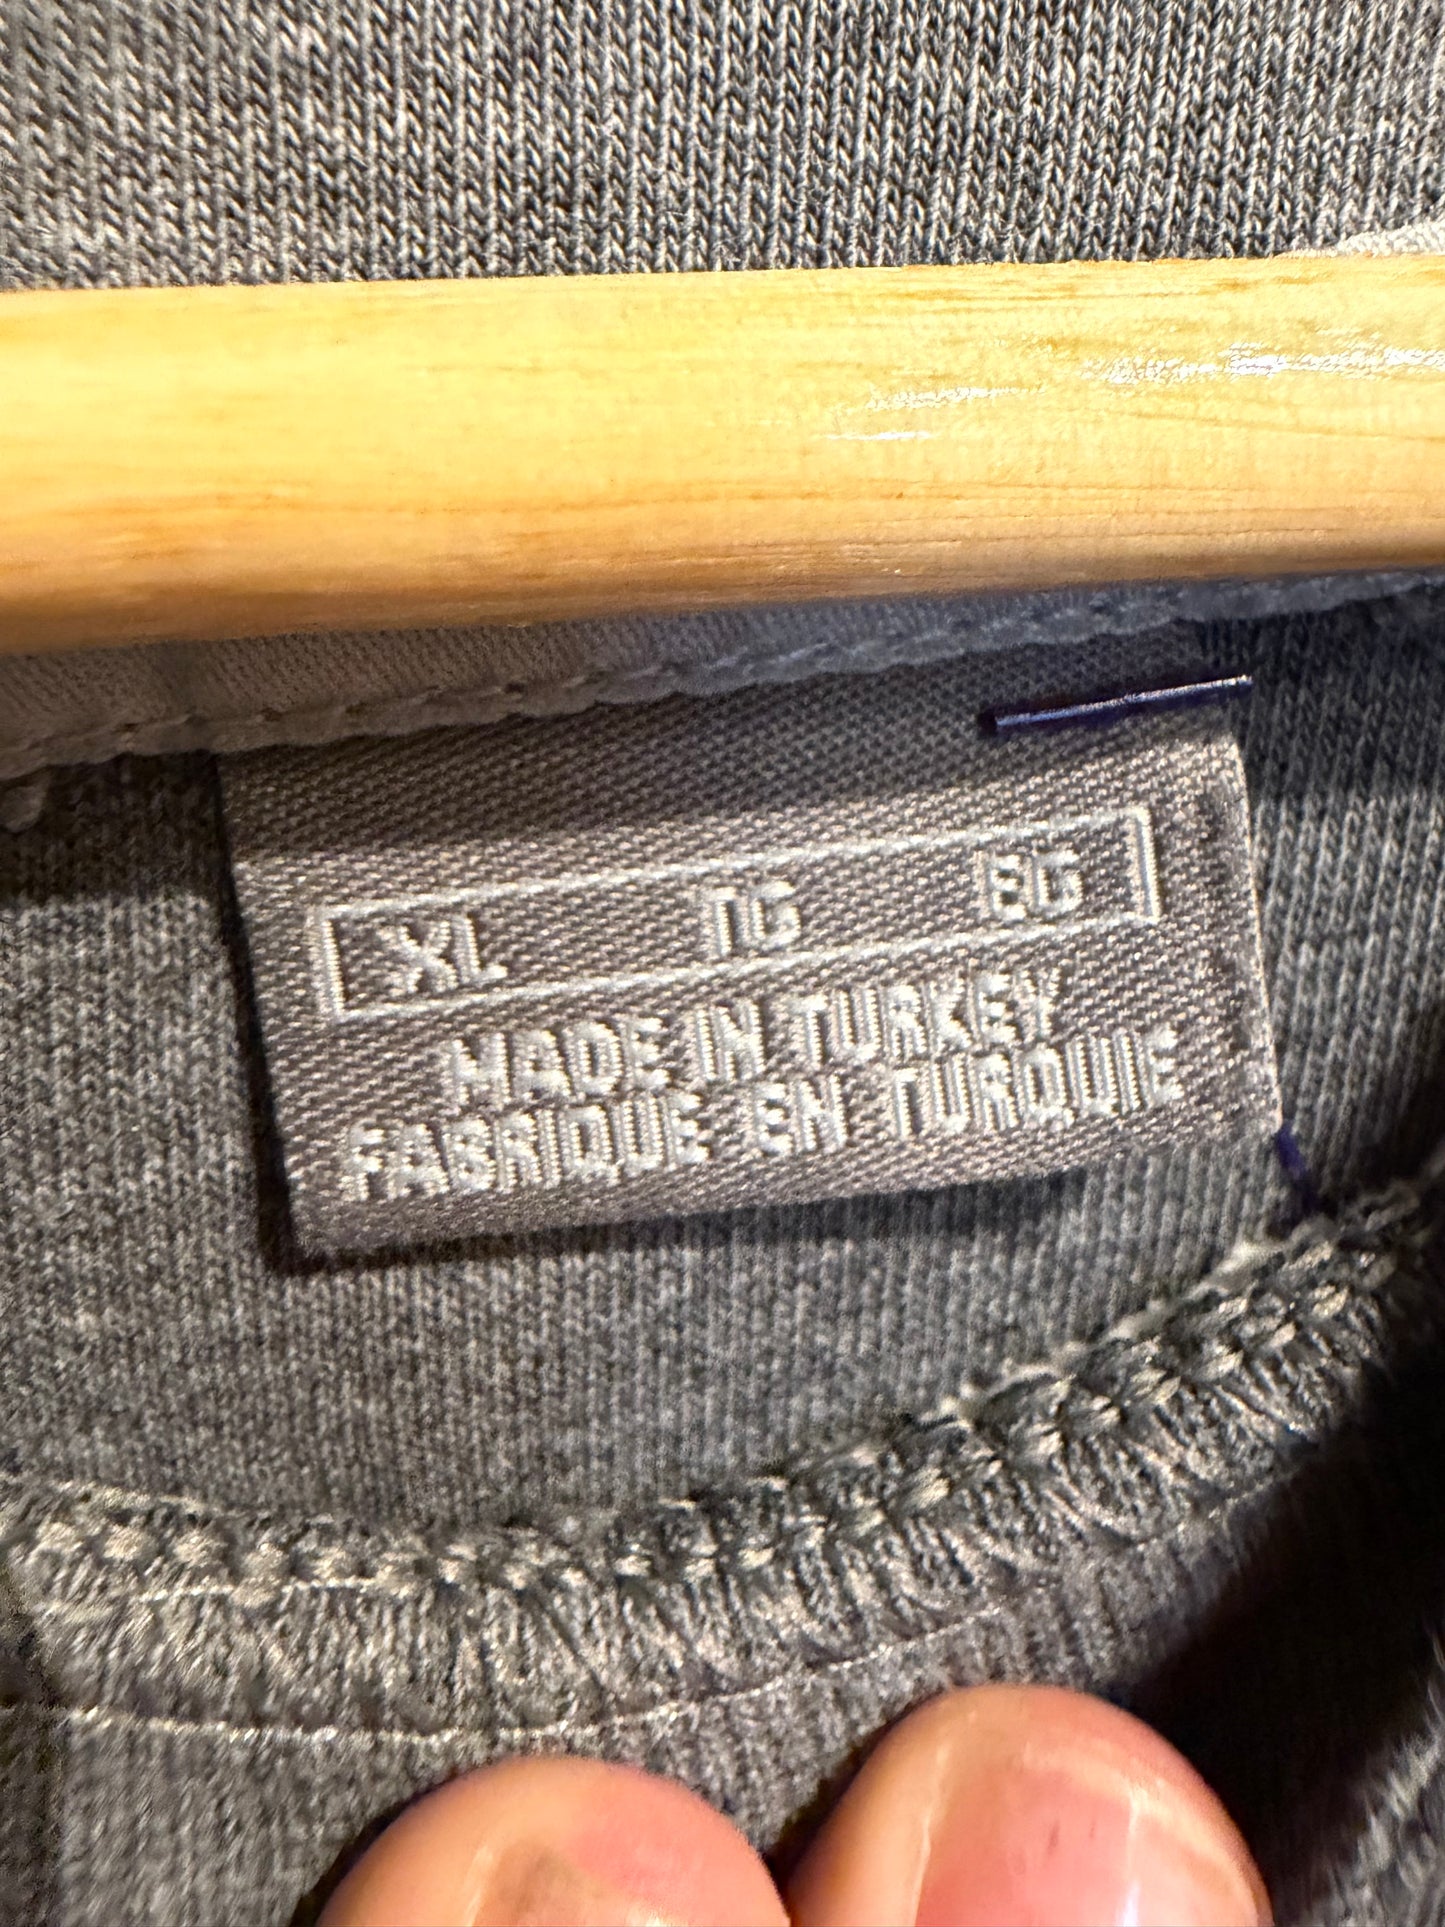 XL TG EG
MADE IN TURKEY
FABRIQUE EN TURQUIE